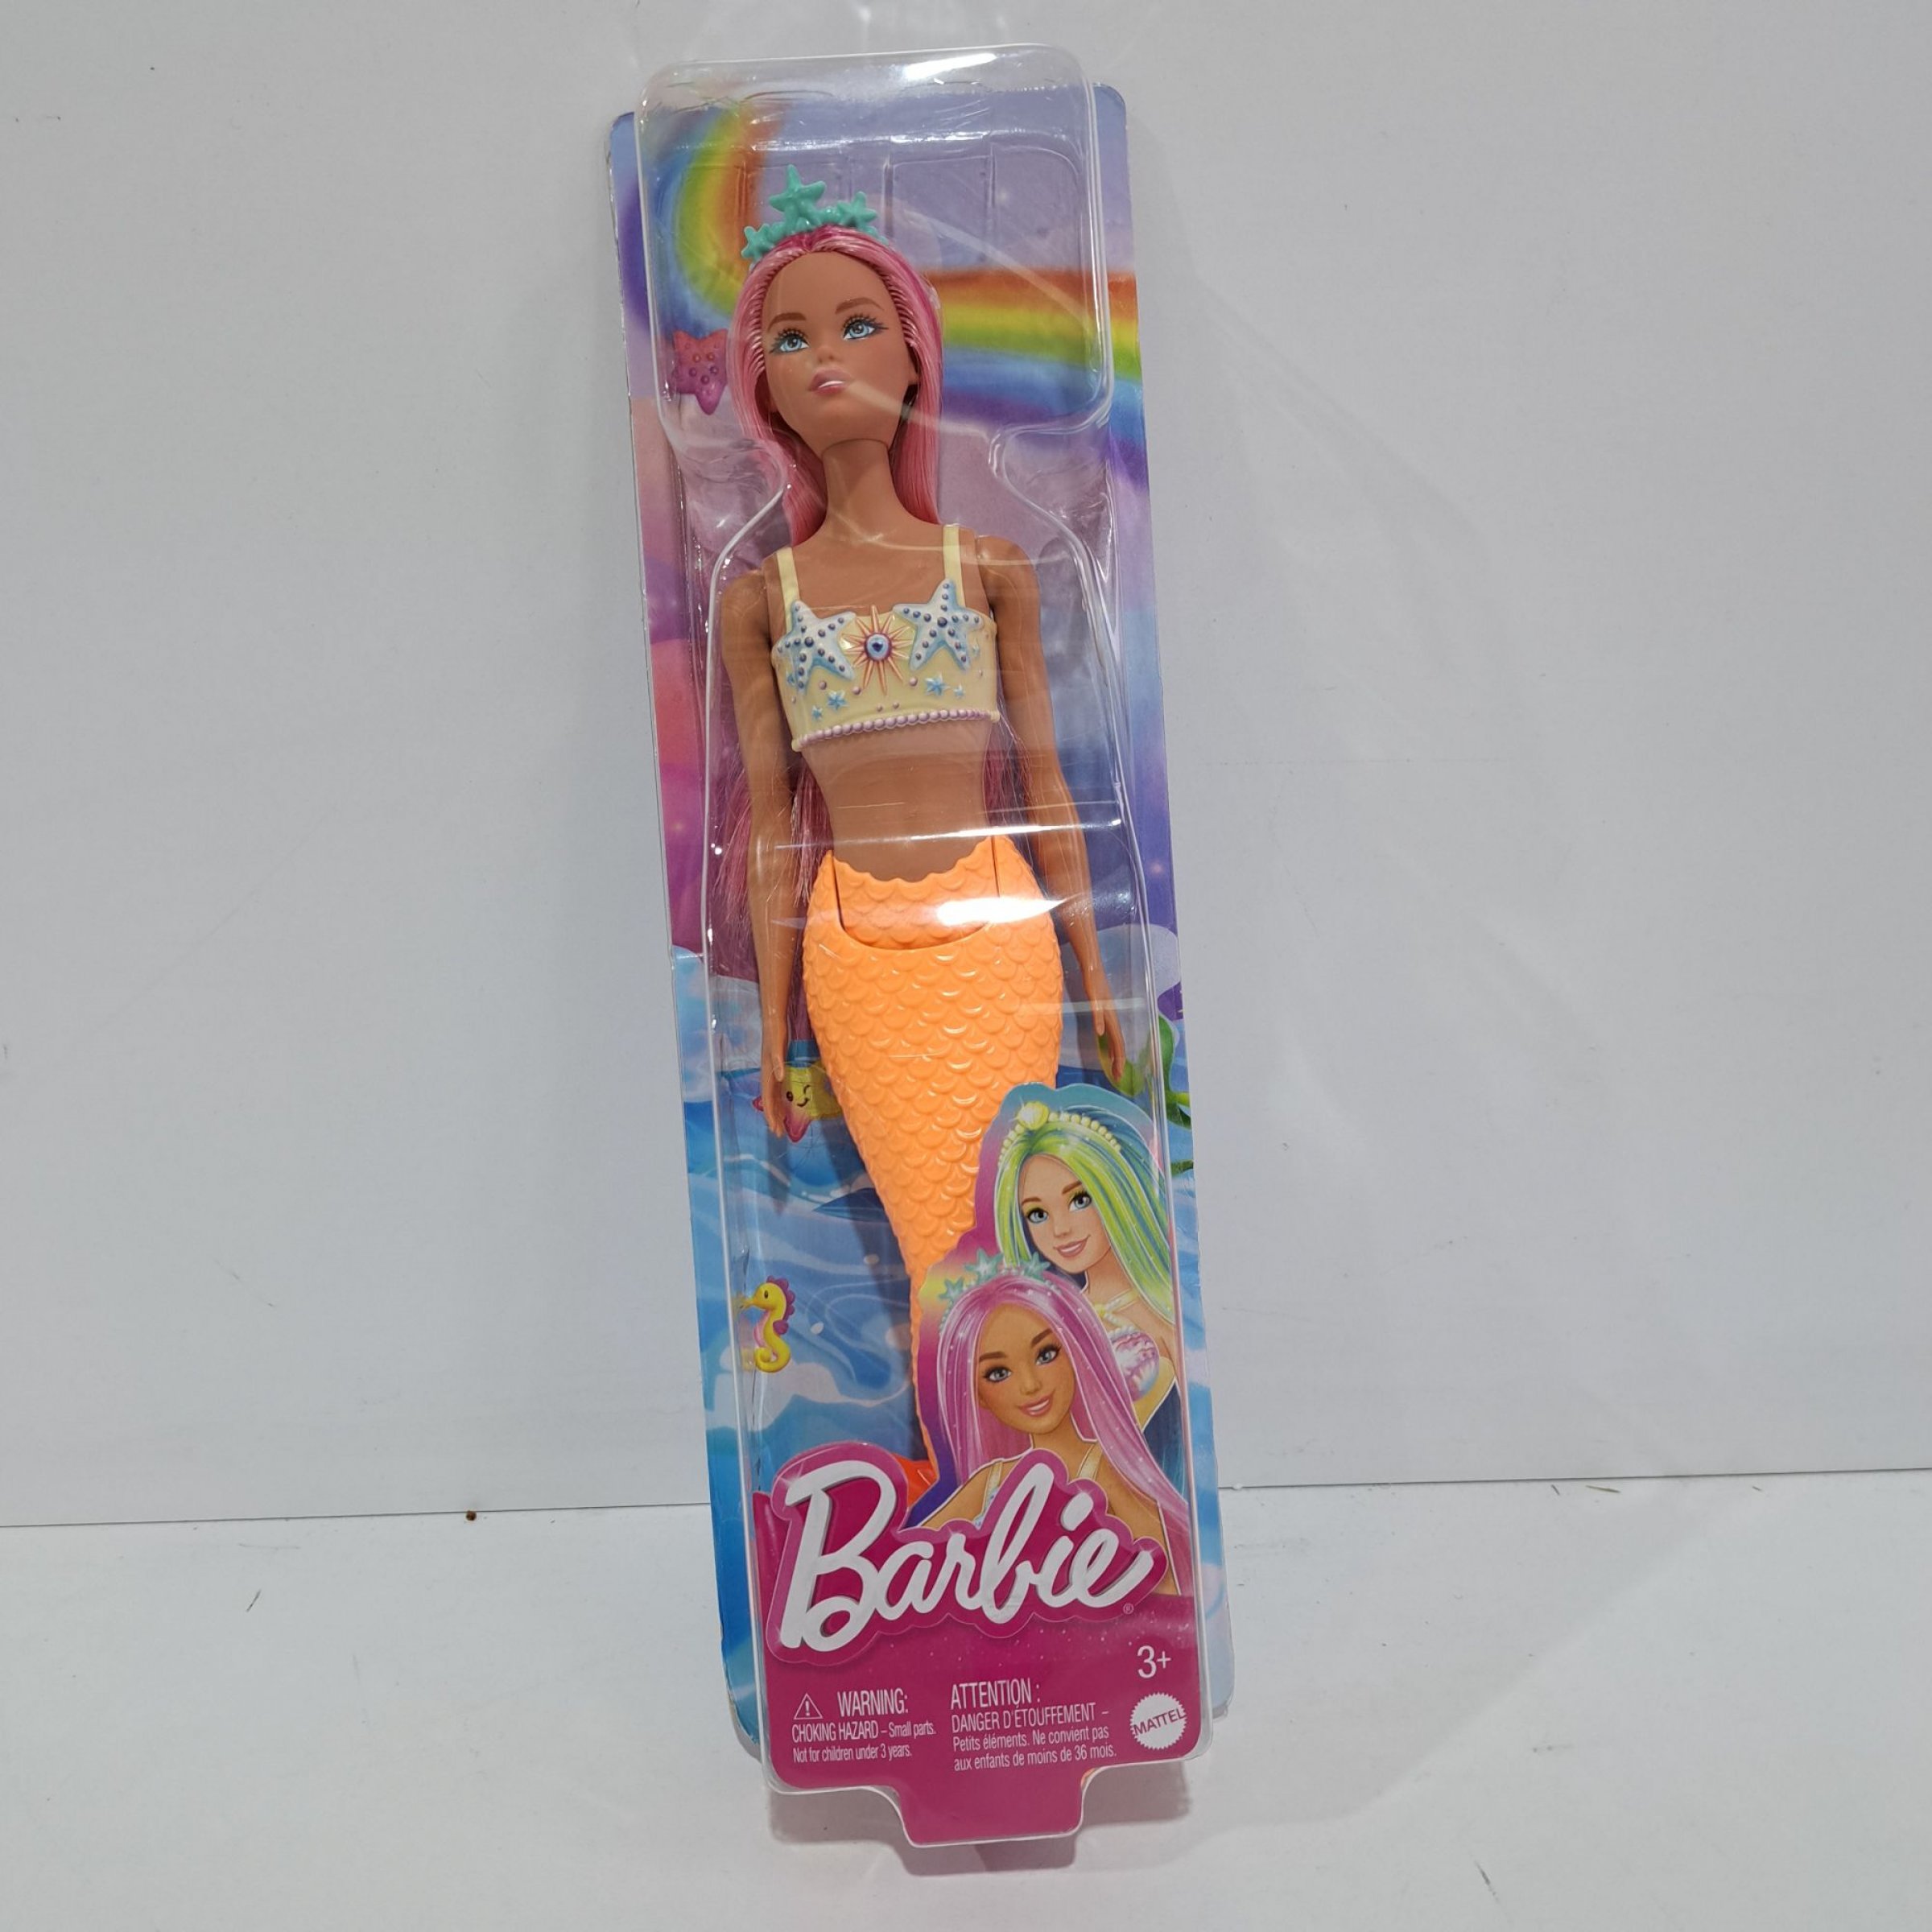 Barbie®
3+
⚠ WARNING:
CHOKING HAZARD – Small parts.
Not for children under 3 years.
ATTENTION :
DANGER D'ÉTOUFFEMENT –
Petits éléments. Ne convient pas
aux enfants de moins de 36 mois.
MATTEL